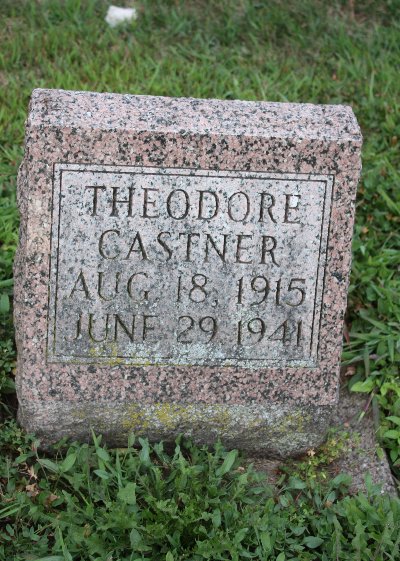 THEODORE
CASTNER
AUG. 18, 1915
JUNE 29 1941